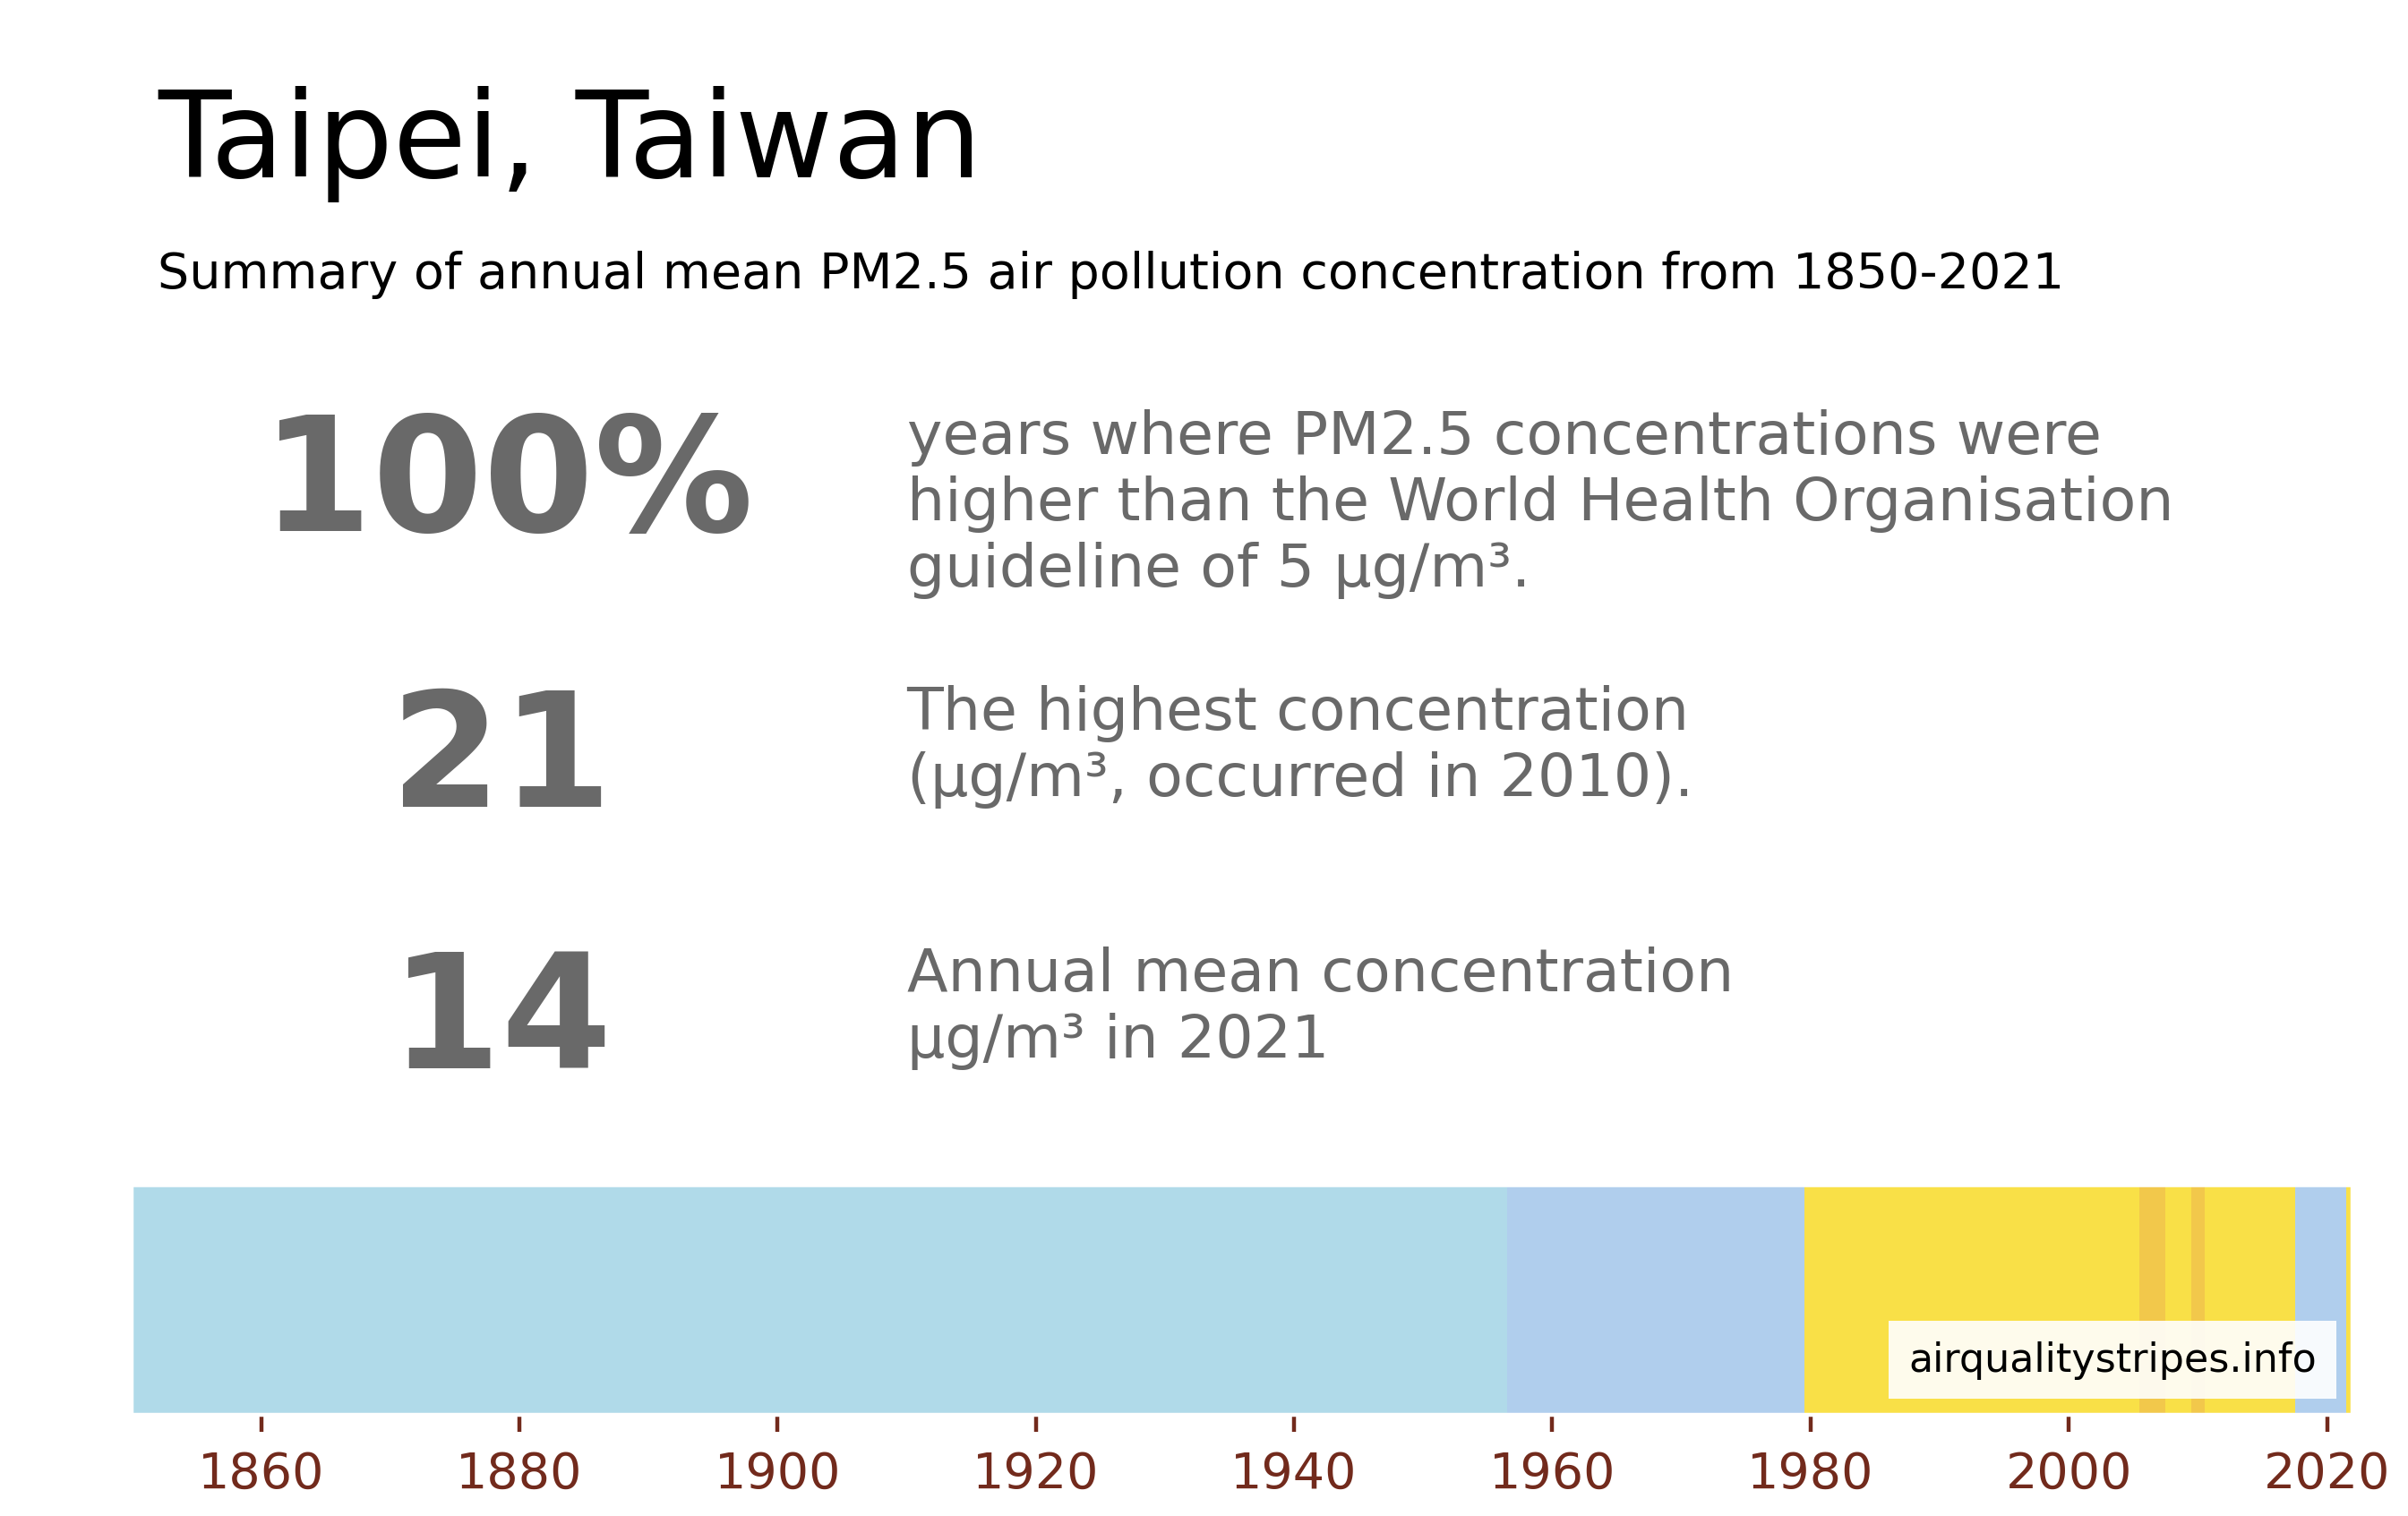 Taipei, Taiwan
Summary of annual mean PM2.5 air pollution concentration from 1850-2021
100%
years where PM2.5 concentrations were
higher than the World Health Organisation
guideline of 5 µg/m³.
21
The highest concentration
(µg/m³, occurred in 2010).
14
Annual mean concentration
µg/m³ in 2021
airqualitystripes.info
1860 1880 1900 1920 1940 1960 1980 2000 2020